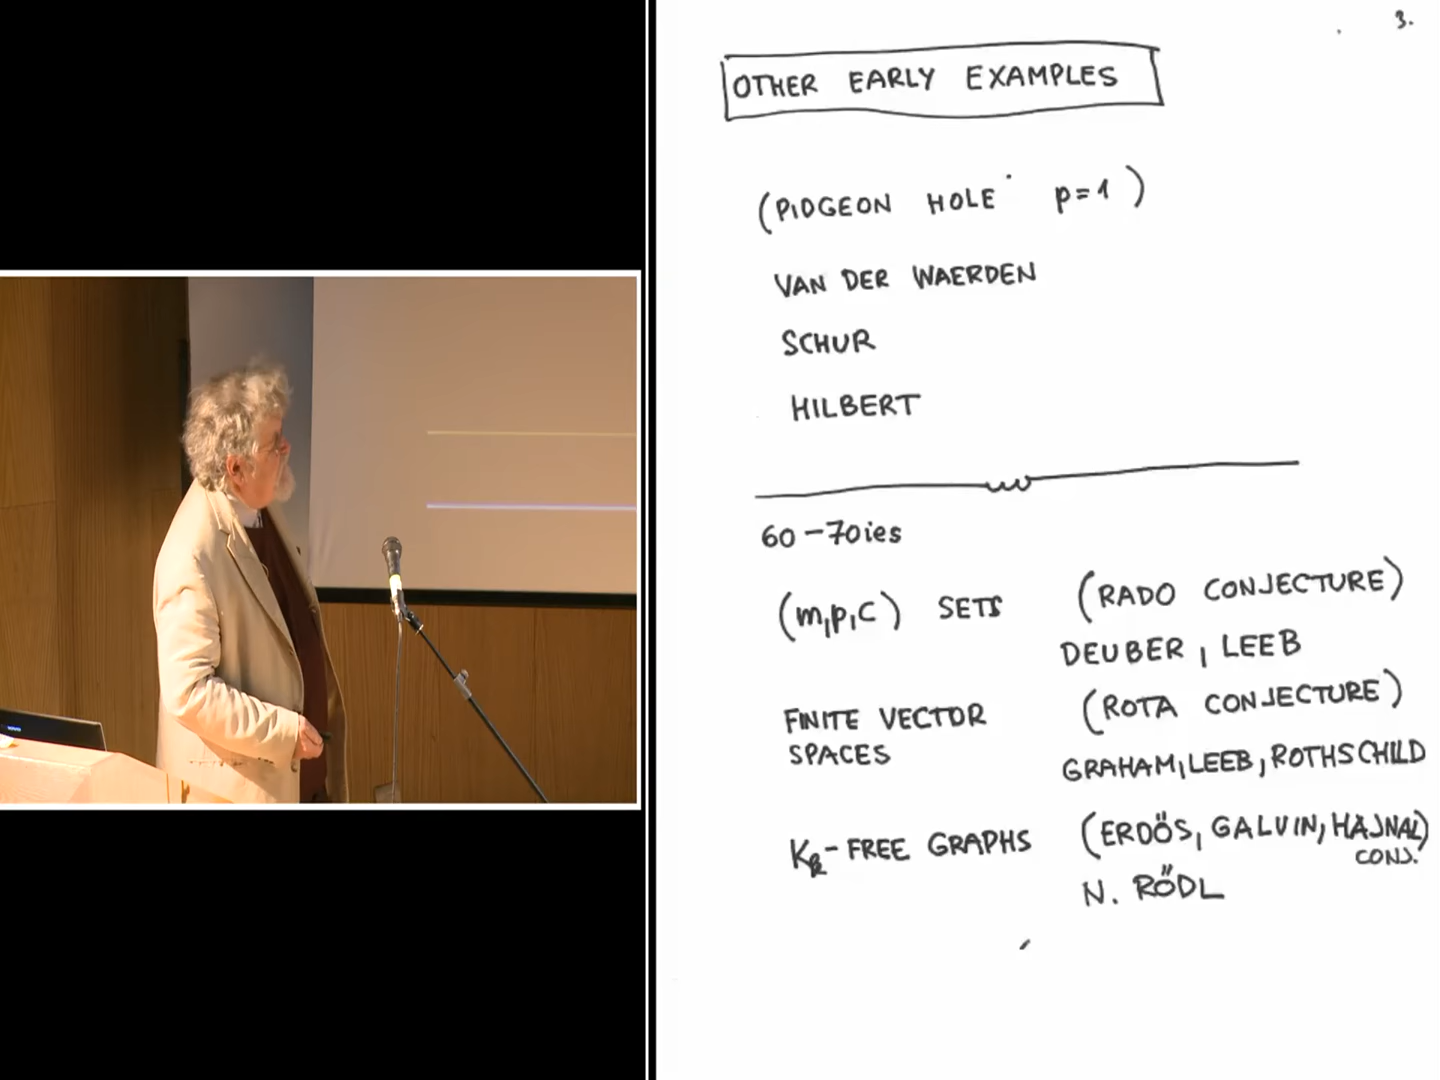 3.
OTHER EARLY EXAMPLES
(PIDGEON HOLE p=1)
VAN DER WAERDEN
SCHUR
HILBERT
60-70ies
(m,p,c) SETS (RADO CONJECTURE)
DEUBER, LEEB
FINITE VECTOR (ROTA CONJECTURE)
SPACES
GRAHAM, LEEB, ROTHSCHILD
Kk-FREE GRAPHS (ERDÖS, GALVIN, HAJNAL)
CONJ.
N. RÖDL